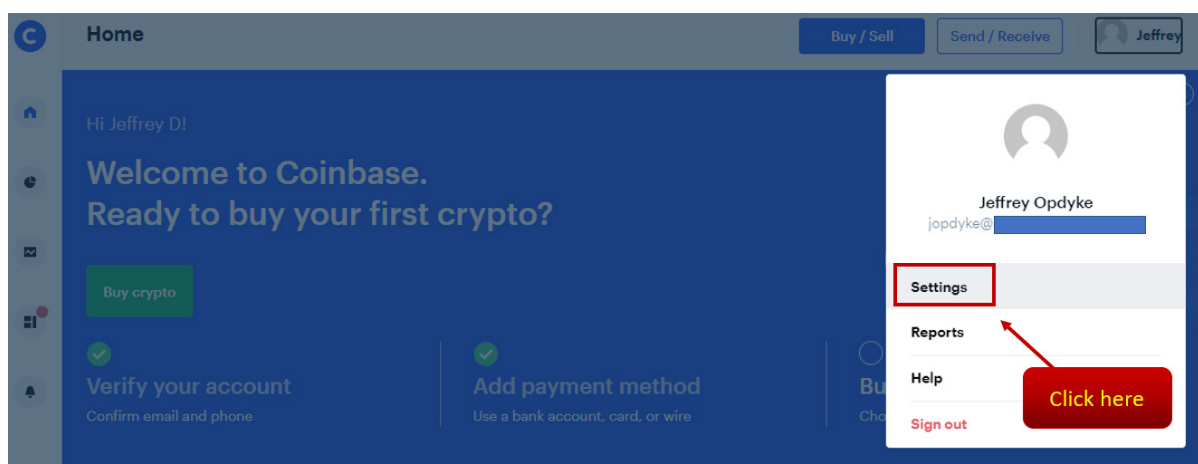 C
Home
Buy / Sell
Send / Receive
Jeffrey
Hi Jeffrey D!
Welcome to Coinbase.
Ready to buy your first crypto?
Buy crypto
Verify your account
Confirm email and phone
Add payment method
Use a bank account, card, or wire
Bu
Cho
Jeffrey Opdyke
jopdyke@
Settings
Reports
Help
Sign out
Click here